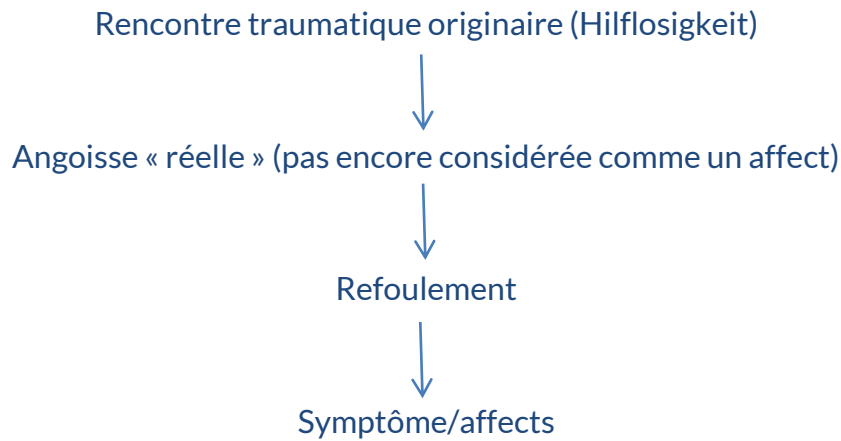 Rencontre traumatique originaire (Hilflosigkeit)
Angoisse « réelle » (pas encore considérée comme un affect)
Refoulement
Symptôme/affects